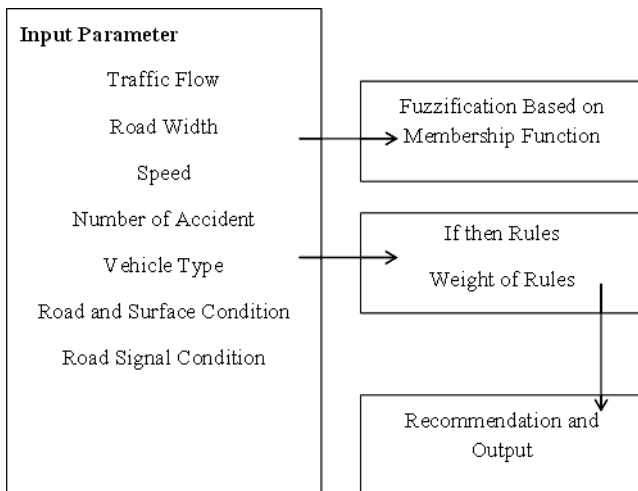 Input Parameter
Traffic Flow
Road Width
Speed
Number of Accident
Vehicle Type
Road and Surface Condition
Road Signal Condition
Fuzzification Based on
Membership Function
If then Rules
Weight of Rules
Recommendation and
Output